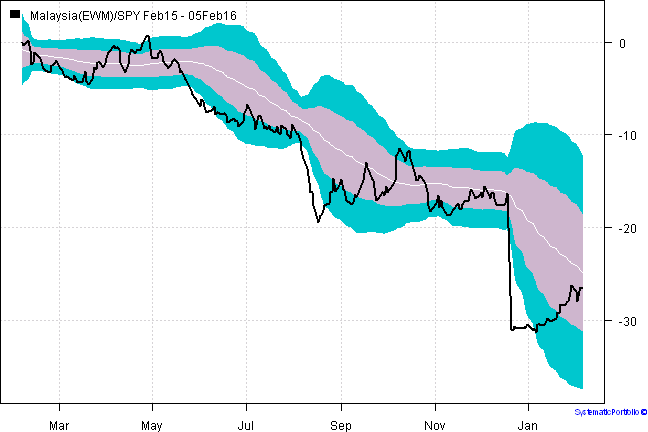 Malaysia(EWM)/SPY Feb15 - 05Feb16
0
-10
-20
-30
Mar May Jul Sep Nov Jan
SystematicPortfolio ©